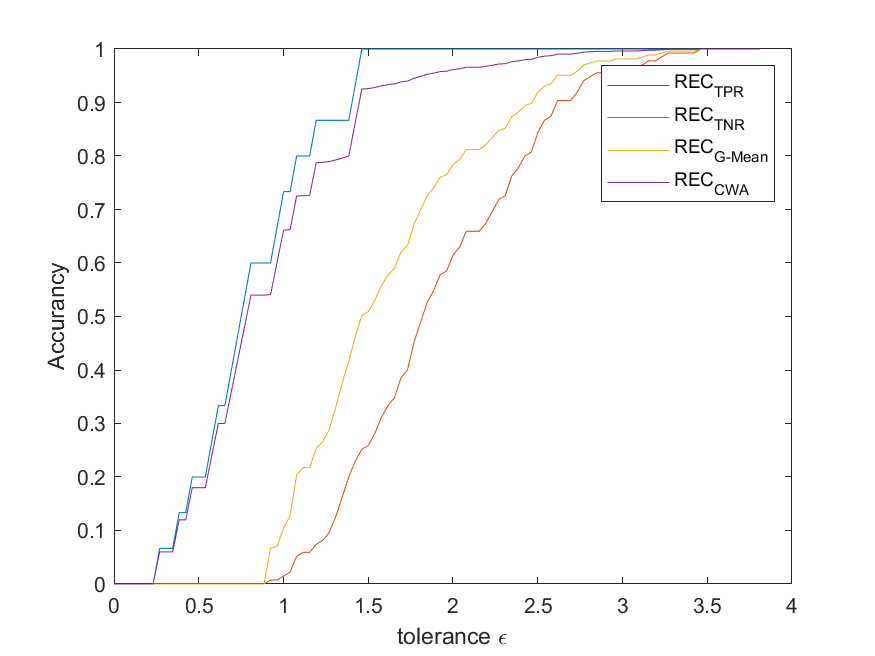 1
0.9
0.8
0.7
0.6
0.5
0.4
0.3
0.2
0.1
0
Accurancy
REC_TPR
REC_TNR
REC_G-Mean
REC_CWA
0 0.5 1 1.5 2 2.5 3 3.5 4
tolerance ϵ